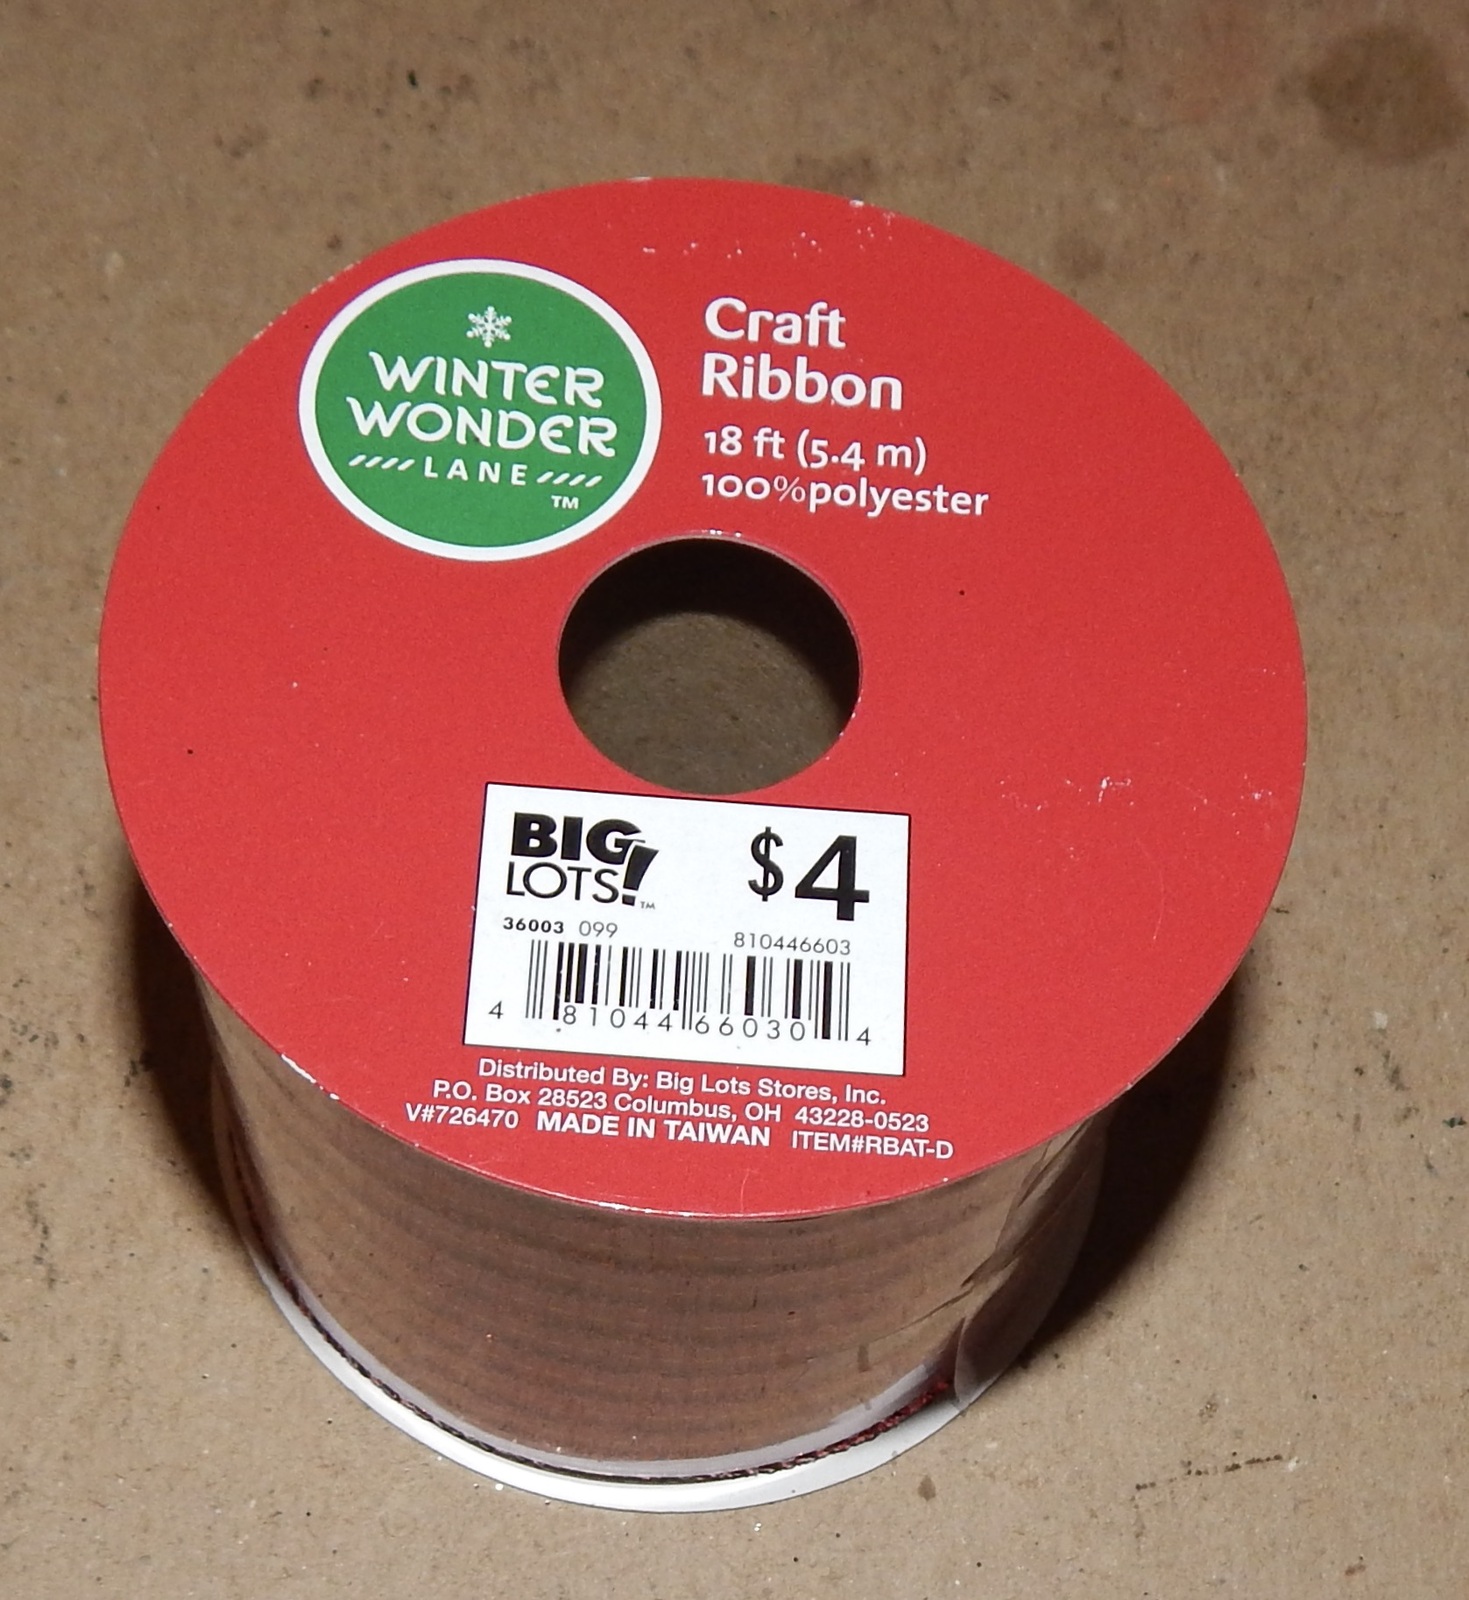 WINTER
WONDER
LANE
TM
Craft
Ribbon
18 ft (5.4 m)
100%polyester
BIG
LOTS!™
$4
36003 099
810446603
4 81044 66030 4
Distributed By: Big Lots Stores, Inc.
P.O. Box 28523 Columbus, OH 43228-0523
V#726470 MADE IN TAIWAN ITEM#RBAT-D